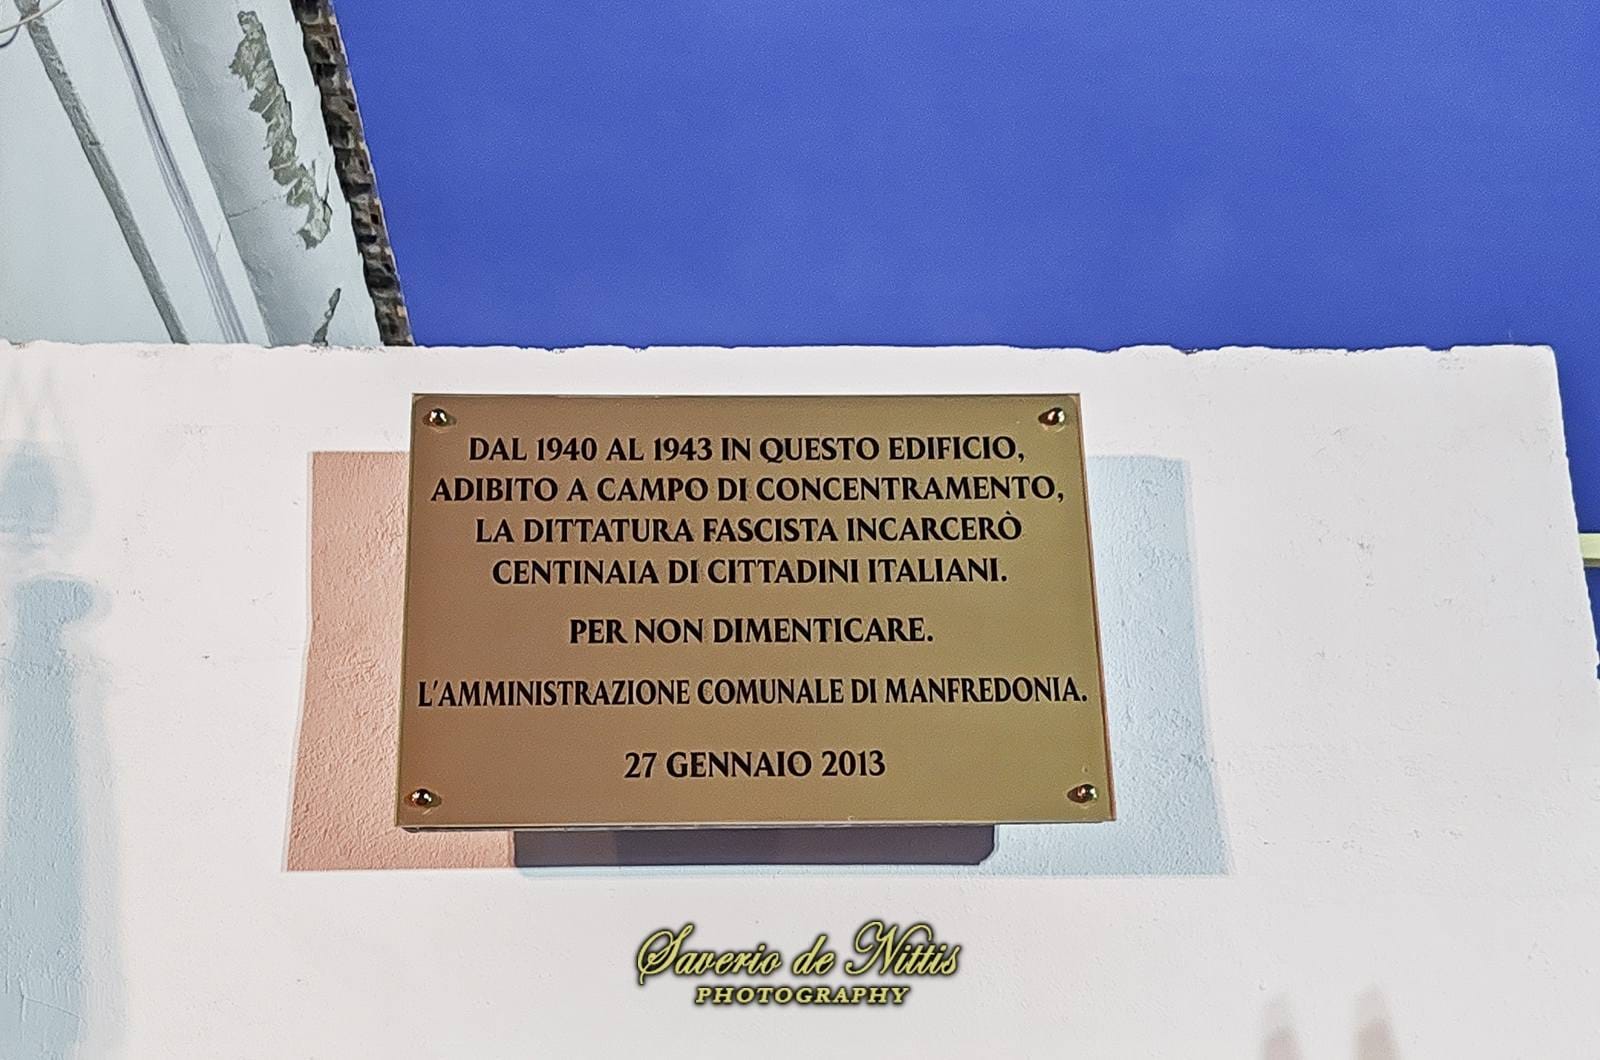 DAL 1940 AL 1943 IN QUESTO EDIFICIO,
ADIBITO A CAMPO DI CONCENTRAMENTO,
LA DITTATURA FASCISTA INCARCERÒ
CENTINAIA DI CITTADINI ITALIANI.
PER NON DIMENTICARE.
L'AMMINISTRAZIONE COMUNALE DI MANFREDONIA.
27 GENNAIO 2013
Saverio de Nittis
PHOTOGRAPHY